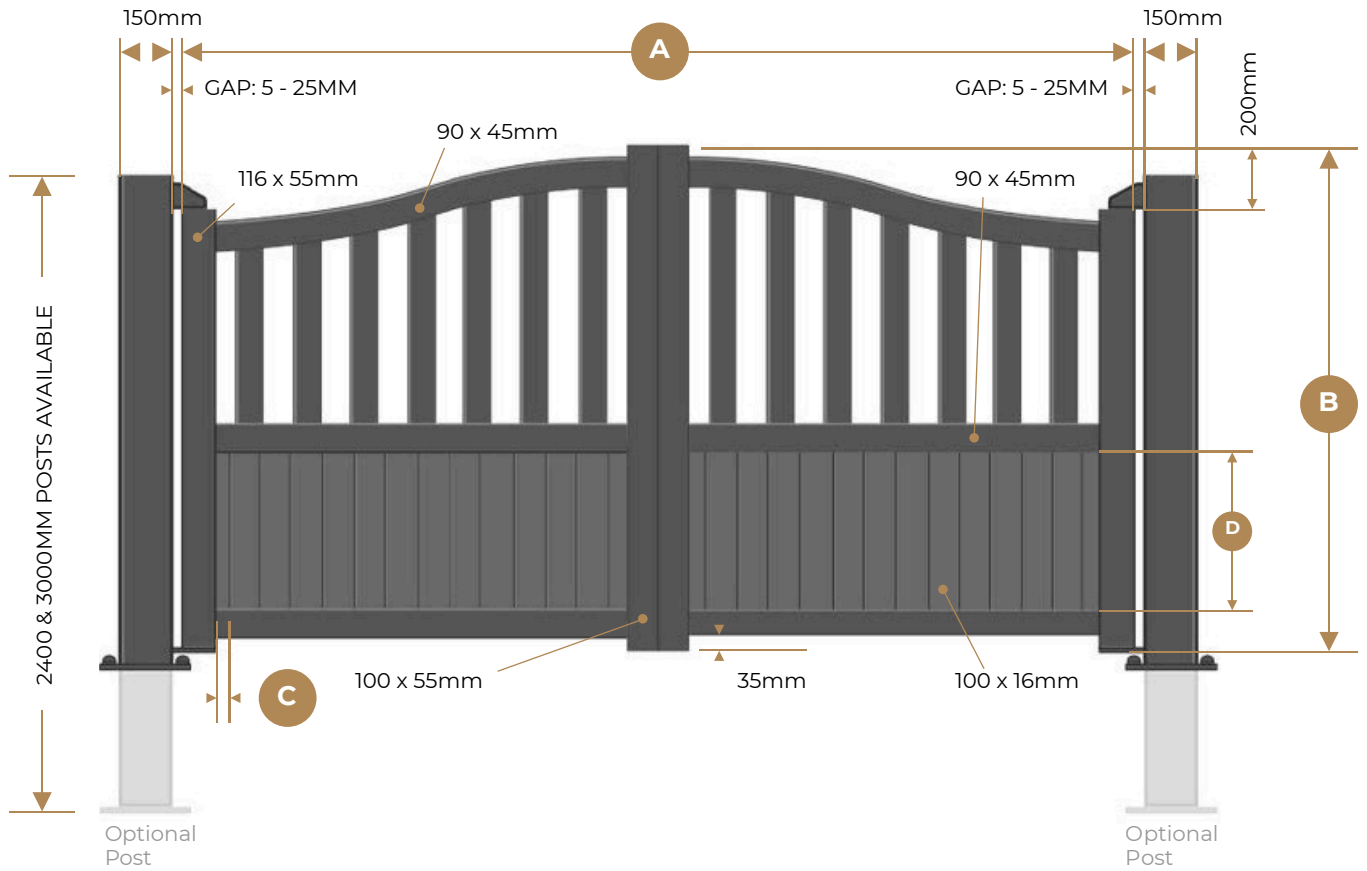 150mm
A
150mm
GAP: 5 - 25MM
GAP: 5 - 25MM
200mm
90 x 45mm
116 x 55mm
90 x 45mm
2400 & 3000MM POSTS AVAILABLE
B
D
C
100 x 55mm
35mm
100 x 16mm
Optional
Post
Optional
Post